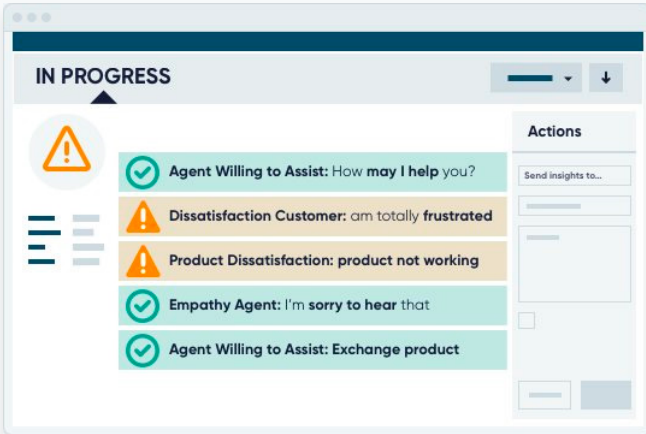 IN PROGRESS
Actions
Agent Willing to Assist: How may I help you?
Send insights to...
Dissatisfaction Customer: am totally frustrated
Product Dissatisfaction: product not working
Empathy Agent: I'm sorry to hear that
Agent Willing to Assist: Exchange product